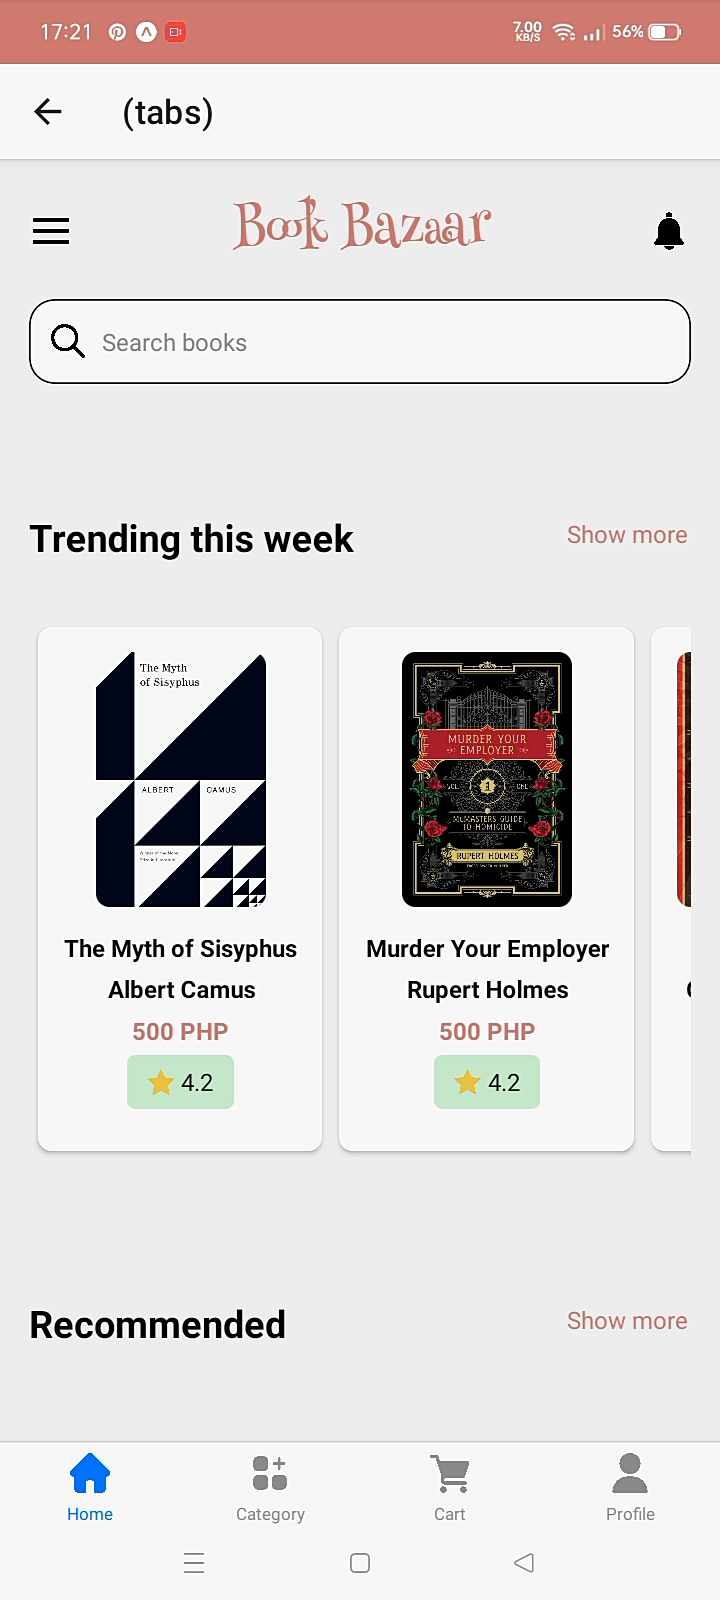 17:21
7.00
KB/S
56%
(tabs)
Book Bazaar
Search books
Trending this week
Show more
The Myth
of Sisyphus
ALBERT
CAMUS
MURDER YOUR
EMPLOYER
VOL.
1
ONE
MCMASTERS GUIDE
TO HOMICIDE
RUPERT HOLMES
The Myth of Sisyphus
Albert Camus
500 PHP
4.2
Murder Your Employer
Rupert Holmes
500 PHP
4.2
Recommended
Show more
Home
Category
Cart
Profile